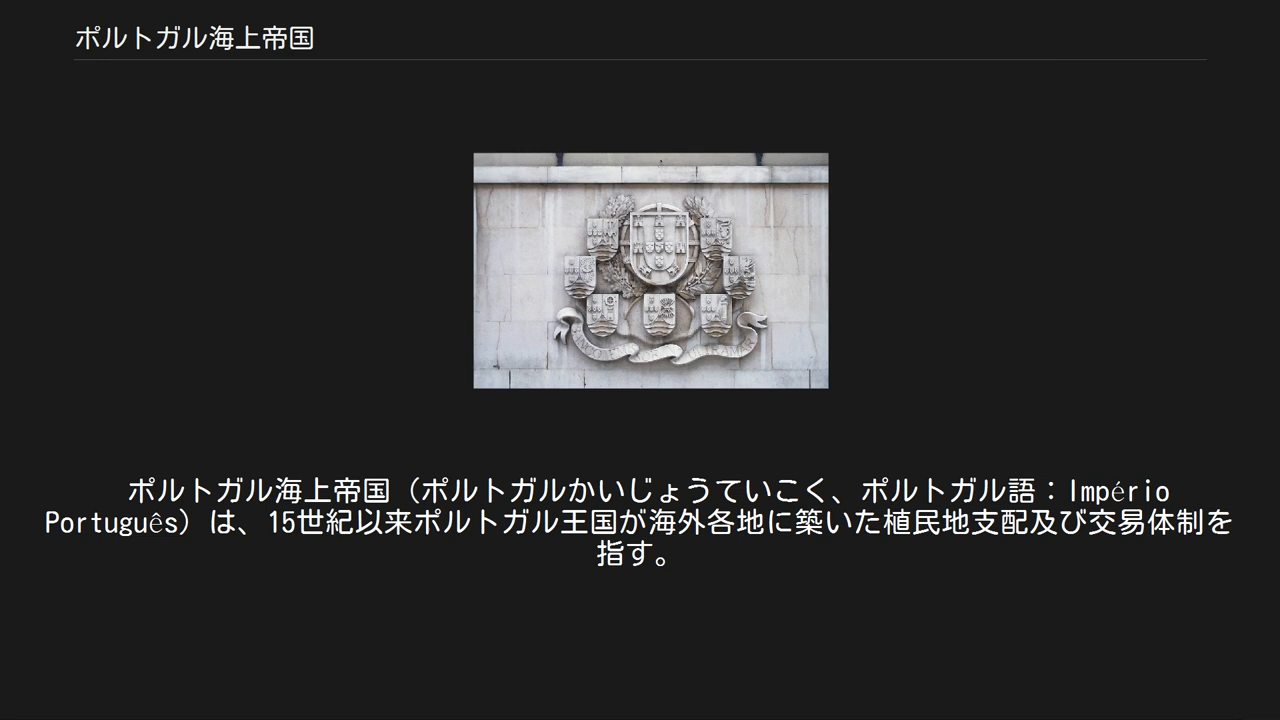 ポルトガル海上帝国
ポルトガル海上帝国（ポルトガルかいじょうていこく、ポルトガル語：Império
Português）は、15世紀以来ポルトガル王国が海外各地に築いた植民地支配及び交易体制を
指す。